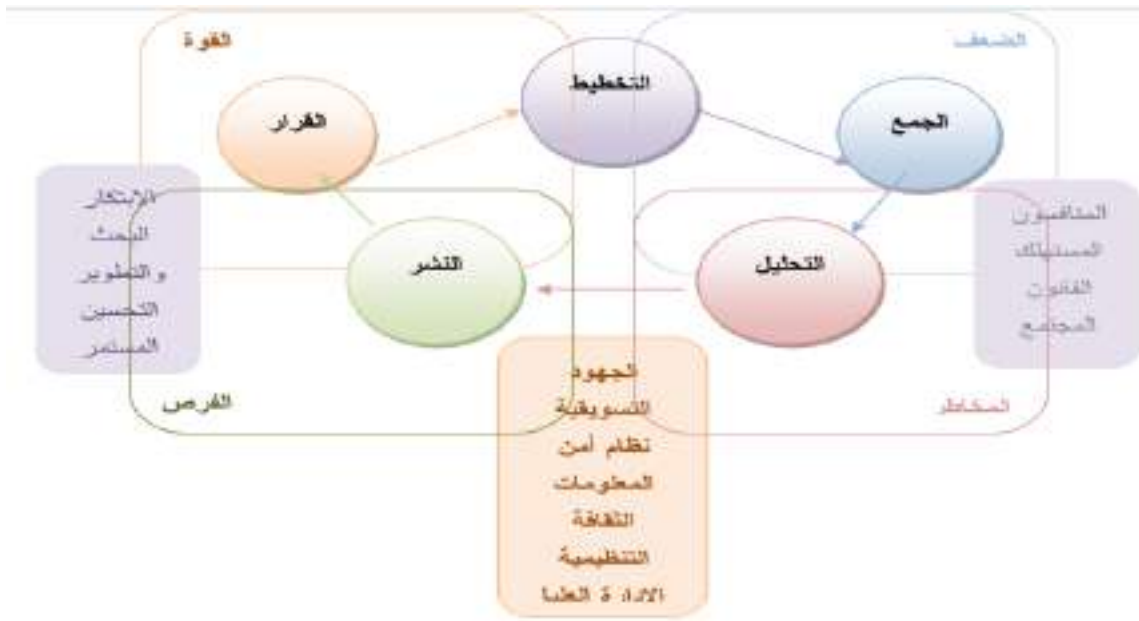 الضعف
القوة
التخطيط
الجمع
القرار
المنافسون
المستهلك
القانون
المجتمع
الابتكار
البحث
والتطوير
التحسين
المستمر
التحليل
النشر
المخاطر
الفرص
الجهود
التسويقية
نظام أمن
المعلومات
الثقافة
التنظيمية
الادارة العليا